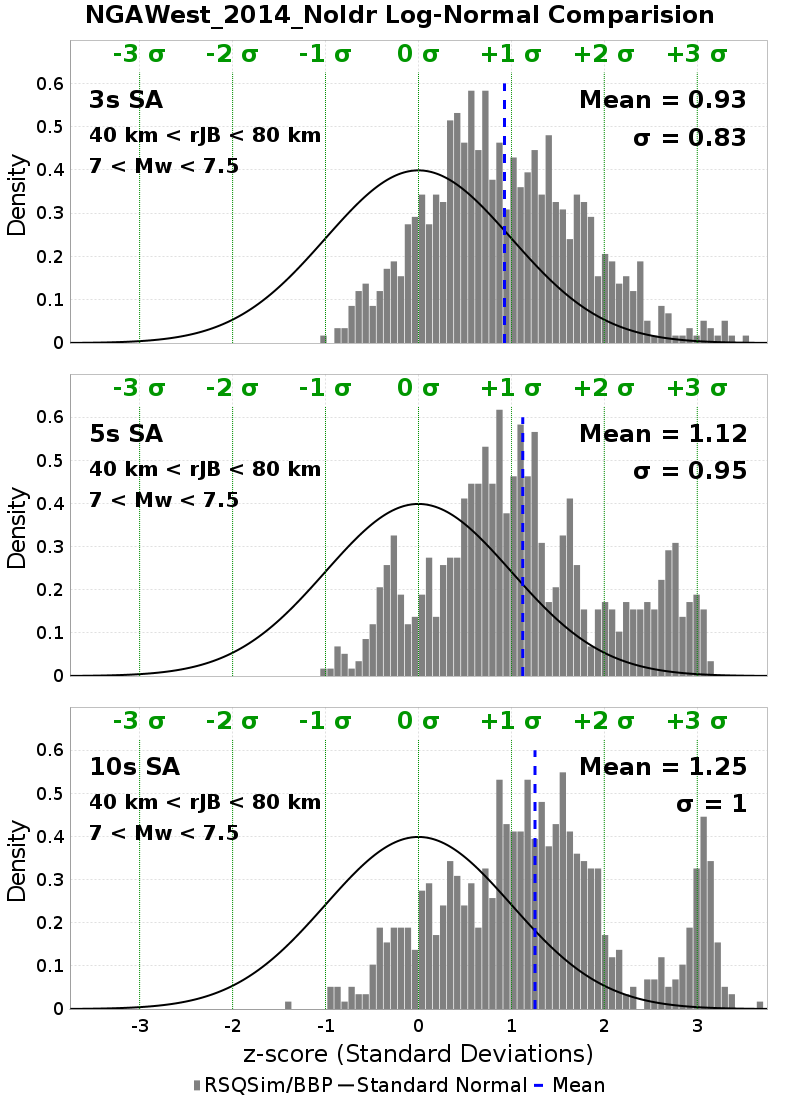 NGAWest_2014_NoIdr Log-Normal Comparision
-3 σ -2 σ -1 σ 0 σ +1 σ +2 σ +3 σ
3s SA Mean = 0.93
40 km < rJB < 80 km σ = 0.83
7 < Mw < 7.5
0.6
0.5
0.4
0.3
0.2
0.1
0
Density
-3 σ -2 σ -1 σ 0 σ +1 σ +2 σ +3 σ
5s SA Mean = 1.12
40 km < rJB < 80 km σ = 0.95
7 < Mw < 7.5
0.6
0.5
0.4
0.3
0.2
0.1
0
Density
-3 σ -2 σ -1 σ 0 σ +1 σ +2 σ +3 σ
10s SA Mean = 1.25
40 km < rJB < 80 km σ = 1
7 < Mw < 7.5
0.6
0.5
0.4
0.3
0.2
0.1
0
Density
-3 -2 -1 0 1 2 3
z-score (Standard Deviations)
RSQSim/BBP Standard Normal Mean